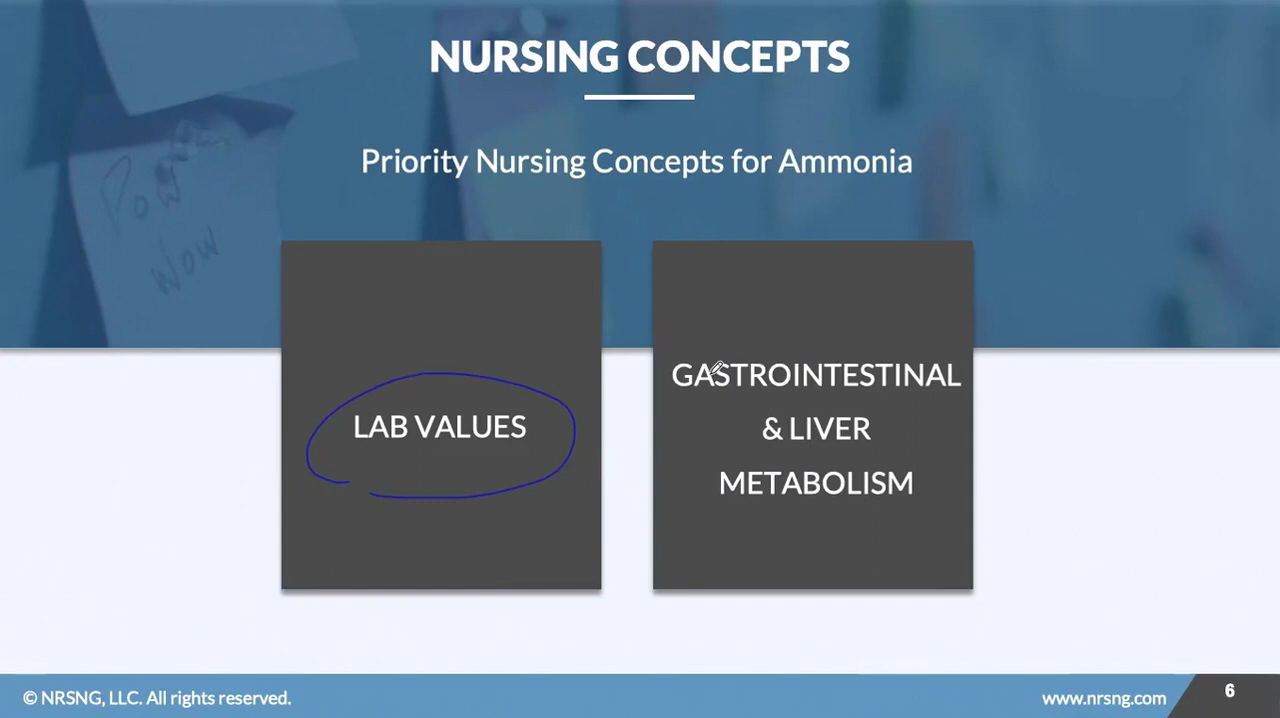 NURSING CONCEPTS
Priority Nursing Concepts for Ammonia
Now
LAB VALUES
GASTROINTESTINAL
& LIVER
METABOLISM
© NRSNG, LLC. All rights reserved.
www.nrsng.com
6